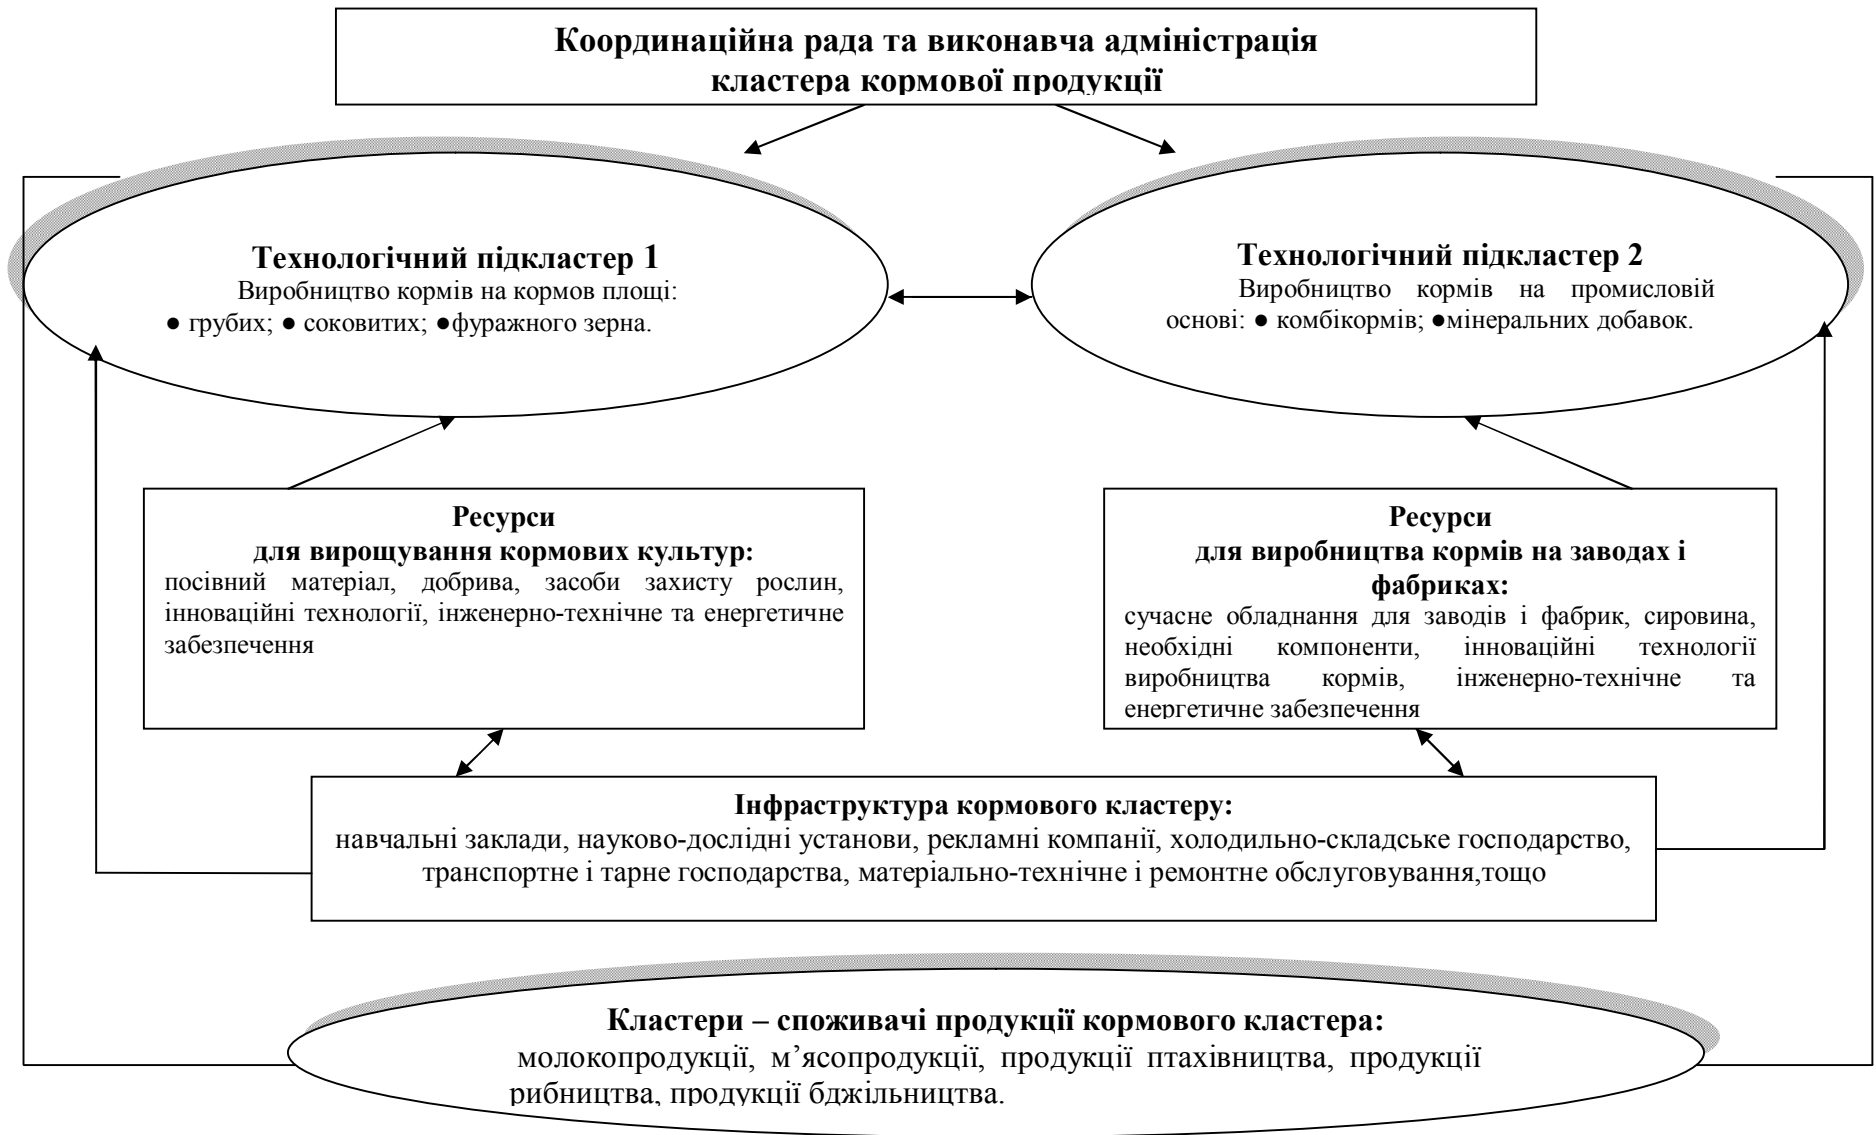 Координаційна рада та виконавча адміністрація
кластера кормової продукції
Технологічний підкластер 1
Виробництво кормів на кормов площі:
● грубих; ● соковитих; ●фуражного зерна.
Технологічний підкластер 2
Виробництво кормів на промисловій
основі: ● комбікормів; ●мінеральних добавок.
Ресурси
для вирощування кормових культур:
посівний матеріал, добрива, засоби захисту рослин,
інноваційні технології, інженерно-технічне та енергетичне
забезпечення
Ресурси
для виробництва кормів на заводах і
фабриках:
сучасне обладнання для заводів і фабрик, сировина,
необхідні компоненти, інноваційні технології
виробництва кормів, інженерно-технічне та
енергетичне забезпечення
Інфраструктура кормового кластеру:
навчальні заклади, науково-дослідні установи, рекламні компанії, холодильно-складське господарство,
транспортне і тарне господарства, матеріально-технічне і ремонтне обслуговування,тощо
Кластери – споживачі продукції кормового кластера:
молокопродукції, м’ясопродукції, продукції птахівництва, продукції
рибництва, продукції бджільництва.